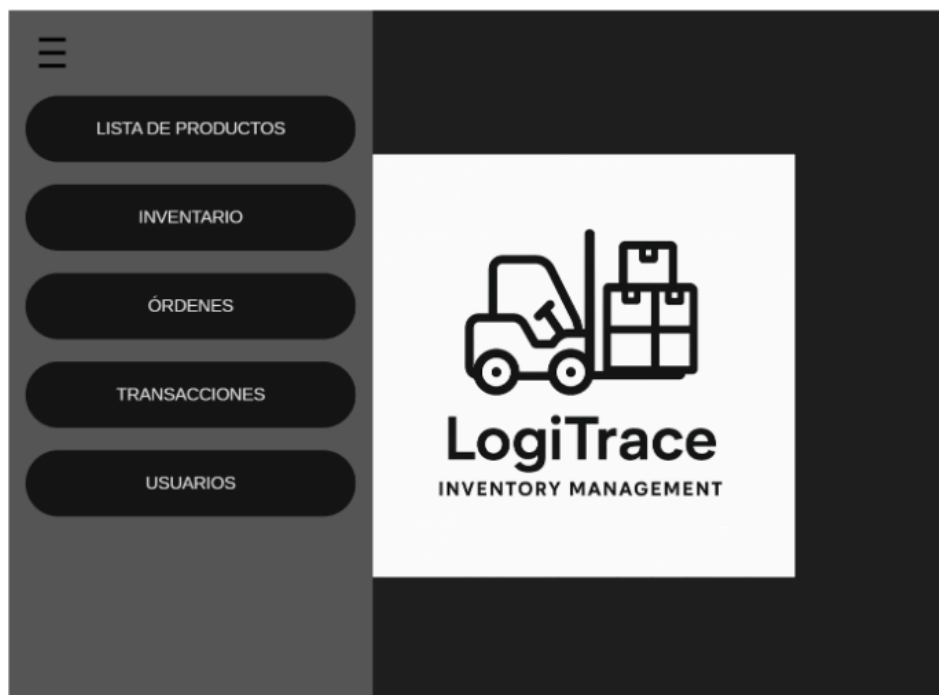 LISTA DE PRODUCTOS
INVENTARIO
ÓRDENES
TRANSACCIONES
USUARIOS
LogiTrace
INVENTORY MANAGEMENT